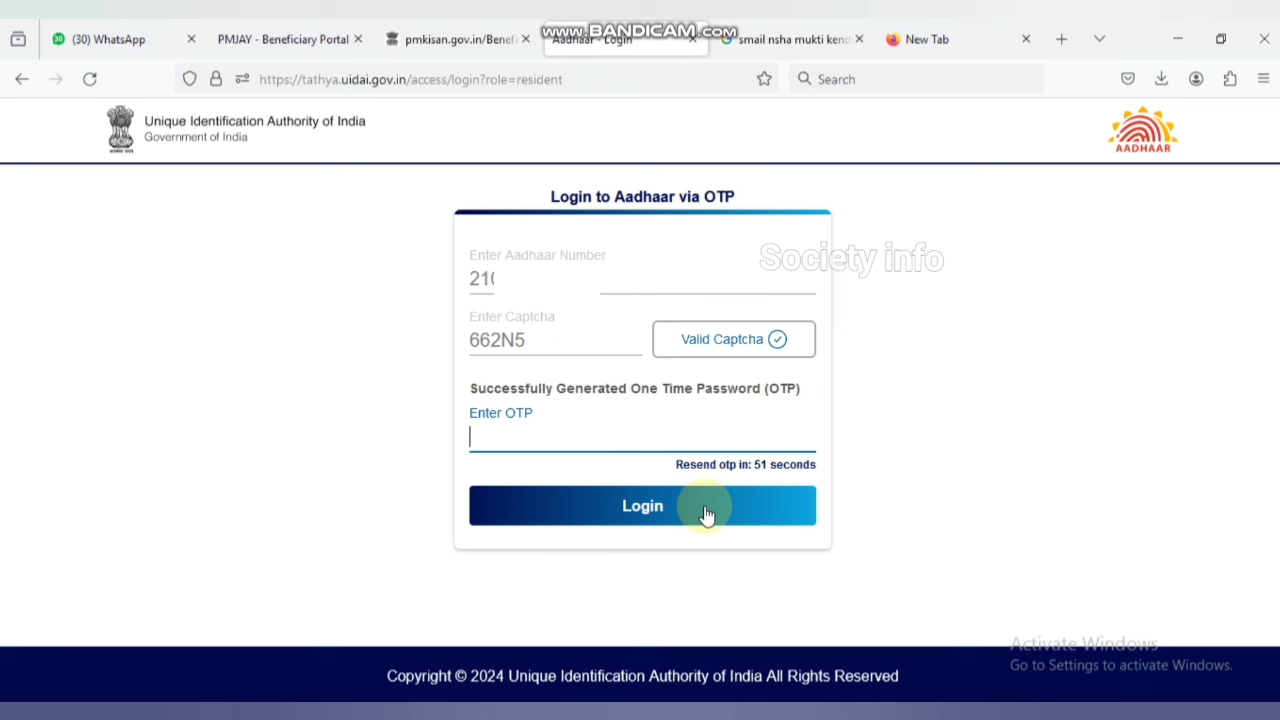 www.BANDICAM.com
(30) WhatsApp
PMJAY - Beneficiary Portal
pmkisan.gov.in/Benefi
Aadhaar - Login
smail nsha mukti kend
New Tab
https://tathya.uidai.gov.in/access/login?role=resident
Search
Unique Identification Authority of India
Government of India
AADHAAR
Login to Aadhaar via OTP
Society info
Enter Aadhaar Number
210
Enter Captcha
662N5
Valid Captcha
Successfully Generated One Time Password (OTP)
Enter OTP
Resend otp in: 51 seconds
Login
Activate Windows
Go to Settings to activate Windows.
Copyright © 2024 Unique Identification Authority of India All Rights Reserved